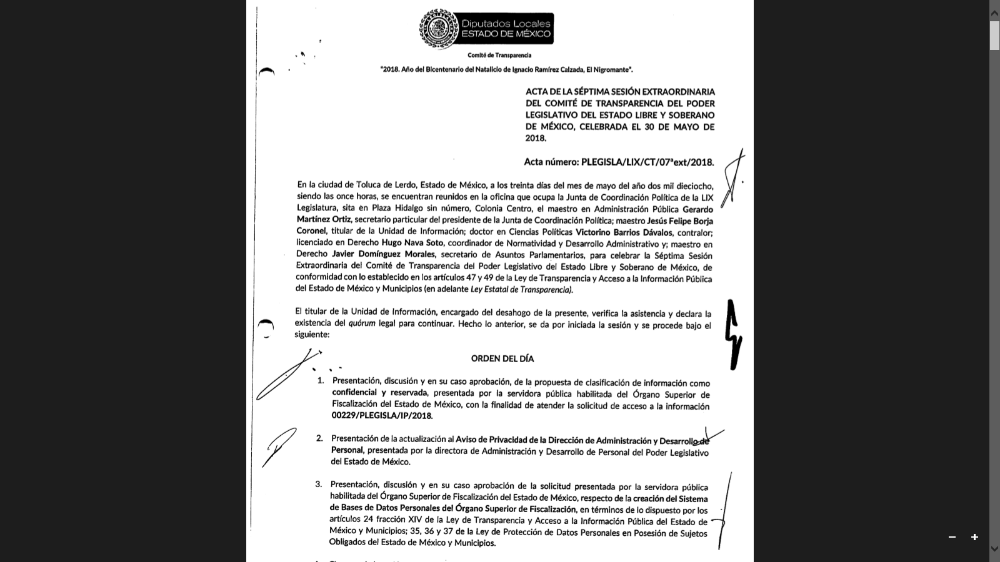 Diputados Locales
ESTADO DE MÉXICO
Comité de Transparencia
"2018. Año del Bicentenario del Natalicio de Ignacio Ramírez Calzada, El Nigromante".
ACTA DE LA SÉPTIMA SESIÓN EXTRAORDINARIA
DEL COMITÉ DE TRANSPARENCIA DEL PODER
LEGISLATIVO DEL ESTADO LIBRE Y SOBERANO
DE MÉXICO, CELEBRADA EL 30 DE MAYO DE
2018.
Acta número: PLEGISLA/LIX/CT/07ªext/2018.
En la ciudad de Toluca de Lerdo, Estado de México, a los treinta días del mes de mayo del año dos mil dieciocho,
siendo las once horas, se encuentran reunidos en la oficina que ocupa la Junta de Coordinación Política de la LIX
Legislatura, sita en Plaza Hidalgo sin número, Colonia Centro, el maestro en Administración Pública Gerardo
Martínez Ortiz, secretario particular del presidente de la Junta de Coordinación Política; maestro Jesús Felipe Borja
Coronel, titular de la Unidad de Información; doctor en Ciencias Políticas Victorino Barrios Dávalos, contralor;
licenciado en Derecho Hugo Nava Soto, coordinador de Normatividad y Desarrollo Administrativo y; maestro en
Derecho Javier Domínguez Morales, secretario de Asuntos Parlamentarios, para celebrar la Séptima Sesión
Extraordinaria del Comité de Transparencia del Poder Legislativo del Estado Libre y Soberano de México, de
conformidad con lo establecido en los artículos 47 y 49 de la Ley de Transparencia y Acceso a la Información Pública
del Estado de México y Municipios (en adelante Ley Estatal de Transparencia).
El titular de la Unidad de Información, encargado del desahogo de la presente, verifica la asistencia y declara la
existencia del quórum legal para continuar. Hecho lo anterior, se da por iniciada la sesión y se procede bajo el
siguiente:
ORDEN DEL DÍA
1. Presentación, discusión y en su caso aprobación, de la propuesta de clasificación de información como
confidencial y reservada, presentada por la servidora pública habilitada del Órgano Superior de
Fiscalización del Estado de México, con la finalidad de atender la solicitud de acceso a la información
00229/PLEGISLA/IP/2018.
2. Presentación de la actualización al Aviso de Privacidad de la Dirección de Administración y Desarrollo de
Personal, presentada por la directora de Administración y Desarrollo de Personal del Poder Legislativo
del Estado de México.
3. Presentación, discusión y en su caso aprobación de la solicitud presentada por la servidora pública
habilitada del Órgano Superior de Fiscalización del Estado de México, respecto de la creación del Sistema
de Bases de Datos Personales del Órgano Superior de Fiscalización, en términos de lo dispuesto por los
artículos 24 fracción XIV de la Ley de Transparencia y Acceso a la Información Pública del Estado de
México y Municipios; 35, 36 y 37 de la Ley de Protección de Datos Personales en Posesión de Sujetos
Obligados del Estado de México y Municipios.